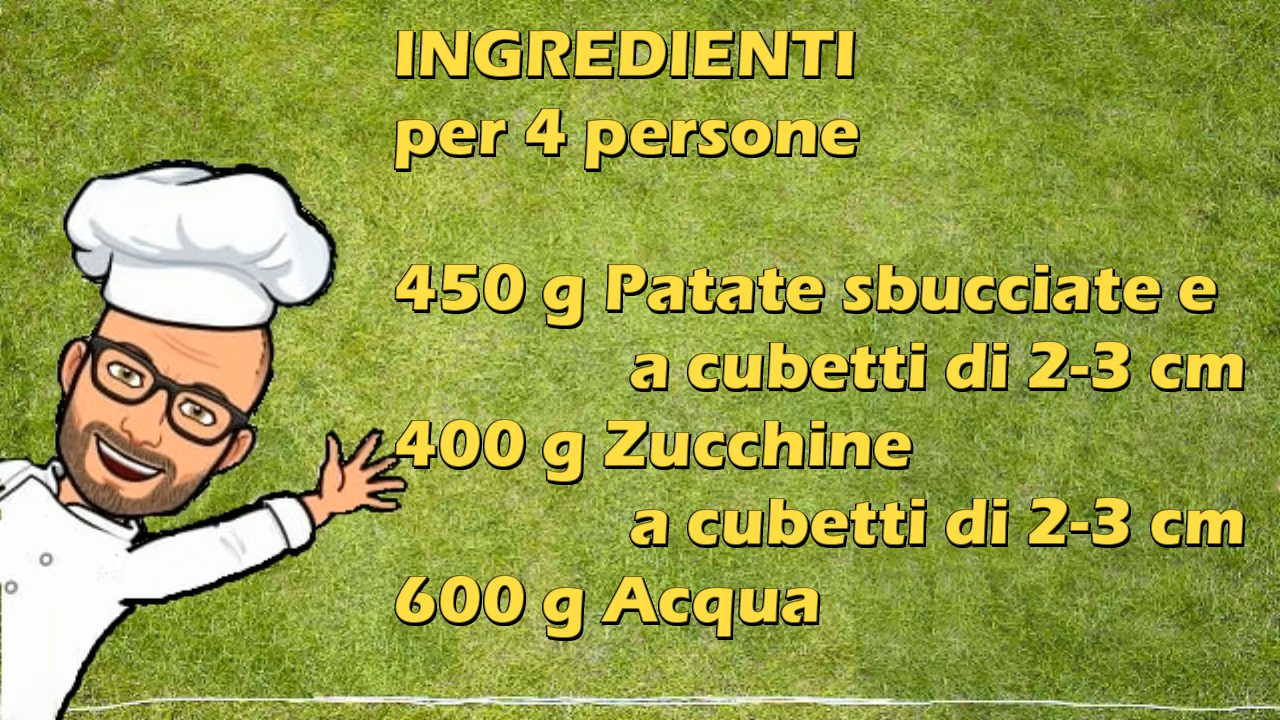 INGREDIENTI
per 4 persone
450 g Patate sbucciate e
a cubetti di 2-3 cm
400 g Zucchine
a cubetti di 2-3 cm
600 g Acqua